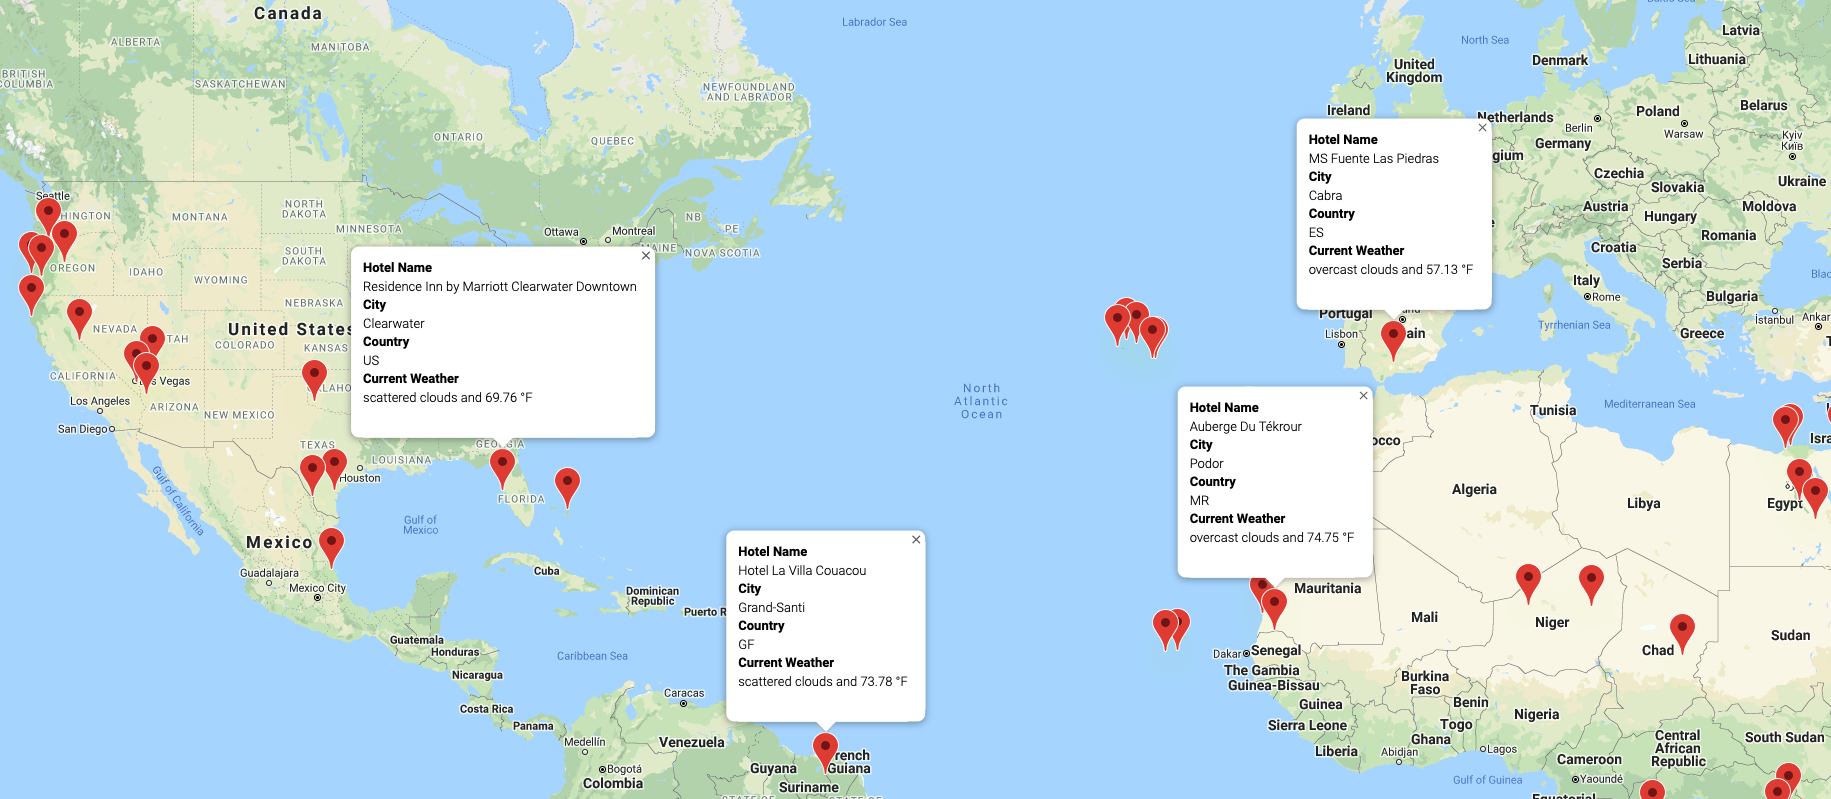 Canada
Labrador Sea
ALBERTA
MANITOBA
BRITISH
COLUMBIA
SASKATCHEWAN
NEWFOUNDLAND
AND LABRADOR
ONTARIO
QUEBEC
North Sea
Latvia
Lithuania
Denmark
United
Kingdom
Ireland
Netherlands
Berlin
Poland
Warsaw
Belarus
Germany
gium
Kyiv
Київ
Czechia
Slovakia
Ukraine
Austria
Hungary
Moldova
Romania
Croatia
Serbia
Italy
Rome
Bulgaria
Blac
Tyrrhenian Sea
İstanbul
Ankar
Greece
Portugal
Lisbon
ain
Hotel Name
MS Fuente Las Piedras
City
Cabra
Country
ES
Current Weather
overcast clouds and 57.13 °F
Seattle
HINGTON
MONTANA
NORTH
DAKOTA
MINNESOTA
Ottawa
Montreal
NB
PE
MAINE
NOVA SCOTIA
OREGON
IDAHO
SOUTH
DAKOTA
WYOMING
NEBRASKA
NEVADA
United States
UTAH
COLORADO
KANSAS
CALIFORNIA
Las Vegas
OKLAHO
Los Angeles
ARIZONA
NEW MEXICO
San Diego
TEXAS
LOUISIANA
GEORGIA
Houston
FLORIDA
Gulf of California
Gulf of
Mexico
Mexico
Guadalajara
Mexico City
Hotel Name
Residence Inn by Marriott Clearwater Downtown
City
Clearwater
Country
US
Current Weather
scattered clouds and 69.76 °F
North
Atlantic
Ocean
Hotel Name
Auberge Du Tékrour
City
Podor
Country
MR
Current Weather
overcast clouds and 74.75 °F
occo
Tunisia
Mediterranean Sea
Isra
Algeria
Libya
Egypt
Hotel Name
Hotel La Villa Couacou
City
Grand-Santi
Country
GF
Current Weather
scattered clouds and 73.78 °F
Cuba
Dominican
Republic
Puerto R
Guatemala
Honduras
Caribbean Sea
Nicaragua
Costa Rica
Panama
Caracas
Medellín
Venezuela
Bogotá
Colombia
Guyana
French
Guiana
Suriname
Mauritania
Mali
Niger
Chad
Sudan
Dakar
Senegal
The Gambia
Guinea-Bissau
Burkina
Faso
Guinea
Benin
Nigeria
Sierra Leone
Togo
Ghana
Liberia
Abidjan
Lagos
Central
African
Republic
South Sudan
Cameroon
Yaoundé
Gulf of Guinea